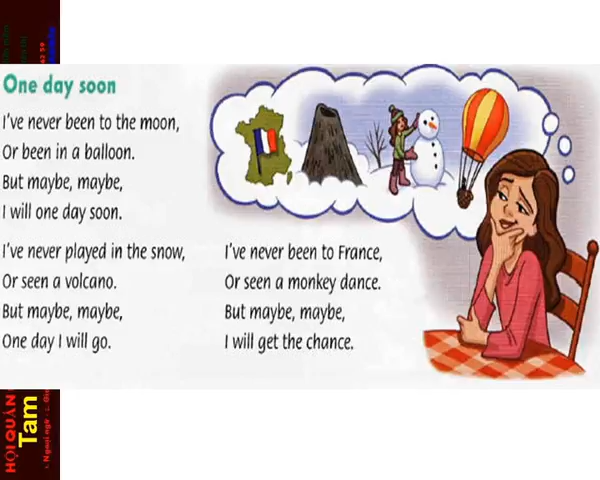 One day soon
I've never been to the moon,
Or been in a balloon.
But maybe, maybe,
I will one day soon.
I've never played in the snow,
Or seen a volcano.
But maybe, maybe,
One day I will go.
I've never been to France,
Or seen a monkey dance.
But maybe, maybe,
I will get the chance.
HỘI QUÁN
Tam